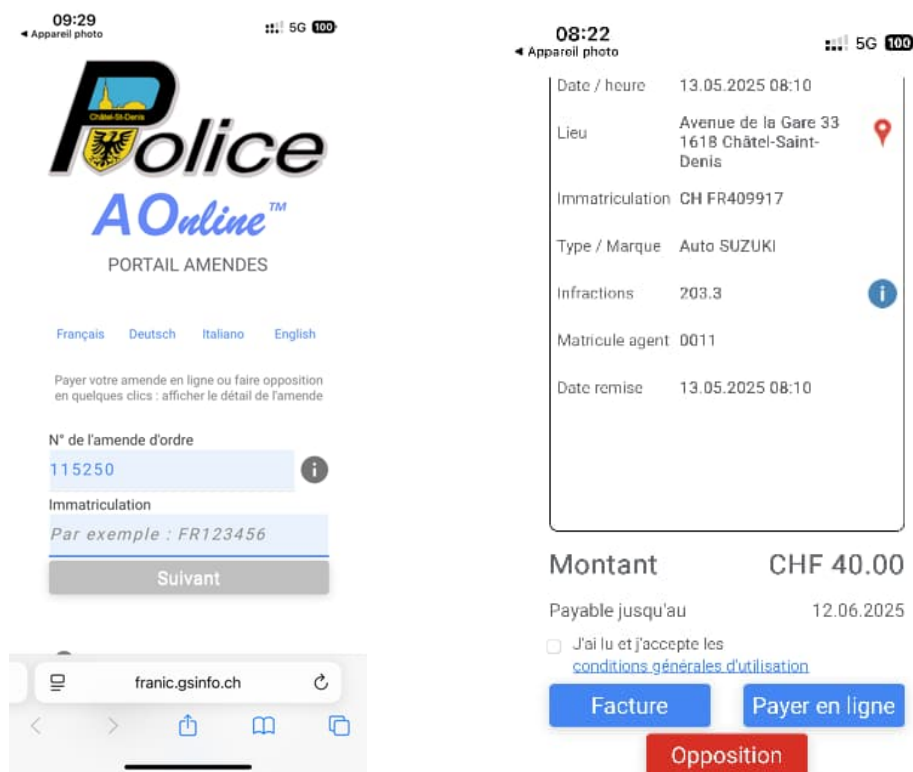 09:29
◀ Appareil photo
5G 100
Châtel-St-Denis
Police
AOnline™
PORTAIL AMENDES
Français Deutsch Italiano English
Payer votre amende en ligne ou faire opposition
en quelques clics : afficher le détail de l'amende
N° de l'amende d'ordre
115250
i
Immatriculation
Par exemple : FR123456
Suivant
franic.gsinfo.ch
08:22
◀ Appareil photo
5G 100
Date / heure 13.05.2025 08:10
Lieu Avenue de la Gare 33
1618 Châtel-Saint-
Denis
Immatriculation CH FR409917
Type / Marque Auto SUZUKI
Infractions 203.3 i
Matricule agent 0011
Date remise 13.05.2025 08:10
Montant CHF 40.00
Payable jusqu'au 12.06.2025
J'ai lu et j'accepte les
conditions générales d'utilisation
Facture Payer en ligne
Opposition